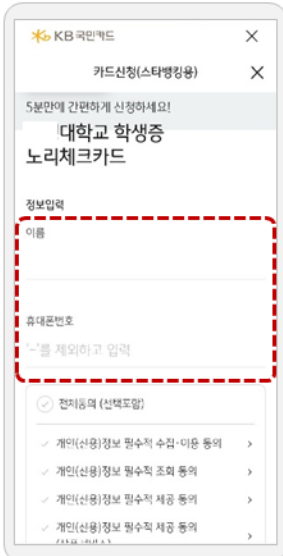 KB 국민카드
카드신청(스타뱅킹용)
5분만에 간편하게 신청하세요!
대학교 학생증
노리체크카드
정보입력
이름
휴대폰번호
'-'를 제외하고 입력
전체동의 (선택포함)
개인(신용)정보 필수적 수집·이용 동의
개인(신용)정보 필수적 조회 동의
개인(신용)정보 필수적 제공 동의
개인(신용)정보 필수적 제공 동의